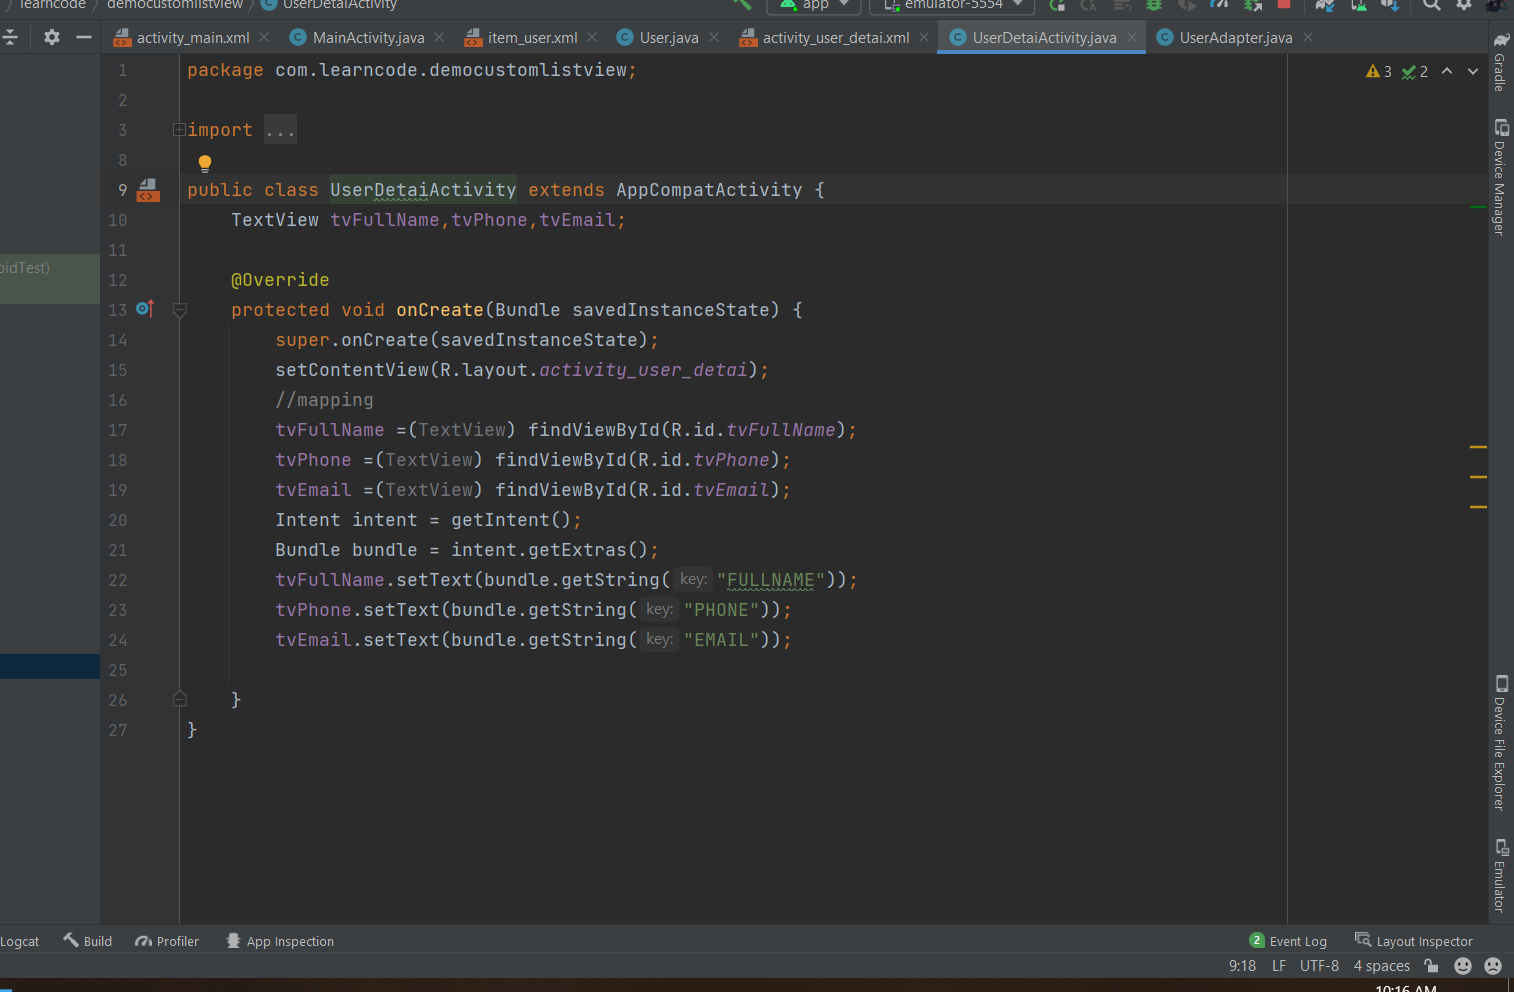 learncode democustomlistview UserDetaiActivity app emulator-5554
activity_main.xml MainActivity.java item_user.xml User.java activity_user_detai.xml UserDetaiActivity.java UserAdapter.java
1 package com.learncode.democustomlistview;
3 2
2
3 import ...
8
9 public class UserDetaiActivity extends AppCompatActivity {
10 TextView tvFullName,tvPhone,tvEmail;
11
12 @Override
13 protected void onCreate(Bundle savedInstanceState) {
14 super.onCreate(savedInstanceState);
15 setContentView(R.layout.activity_user_detai);
16 //mapping
17 tvFullName =(TextView) findViewById(R.id.tvFullName);
18 tvPhone =(TextView) findViewById(R.id.tvPhone);
19 tvEmail =(TextView) findViewById(R.id.tvEmail);
20 Intent intent = getIntent();
21 Bundle bundle = intent.getExtras();
22 tvFullName.setText(bundle.getString( key: "FULLNAME"));
23 tvPhone.setText(bundle.getString( key: "PHONE"));
24 tvEmail.setText(bundle.getString( key: "EMAIL"));
25
26 }
27 }
oidTest)
Gradle
Device Manager
Device File Explorer
Emulator
Logcat Build Profiler App Inspection 2 Event Log Layout Inspector
9:18 LF UTF-8 4 spaces
10:16 AM